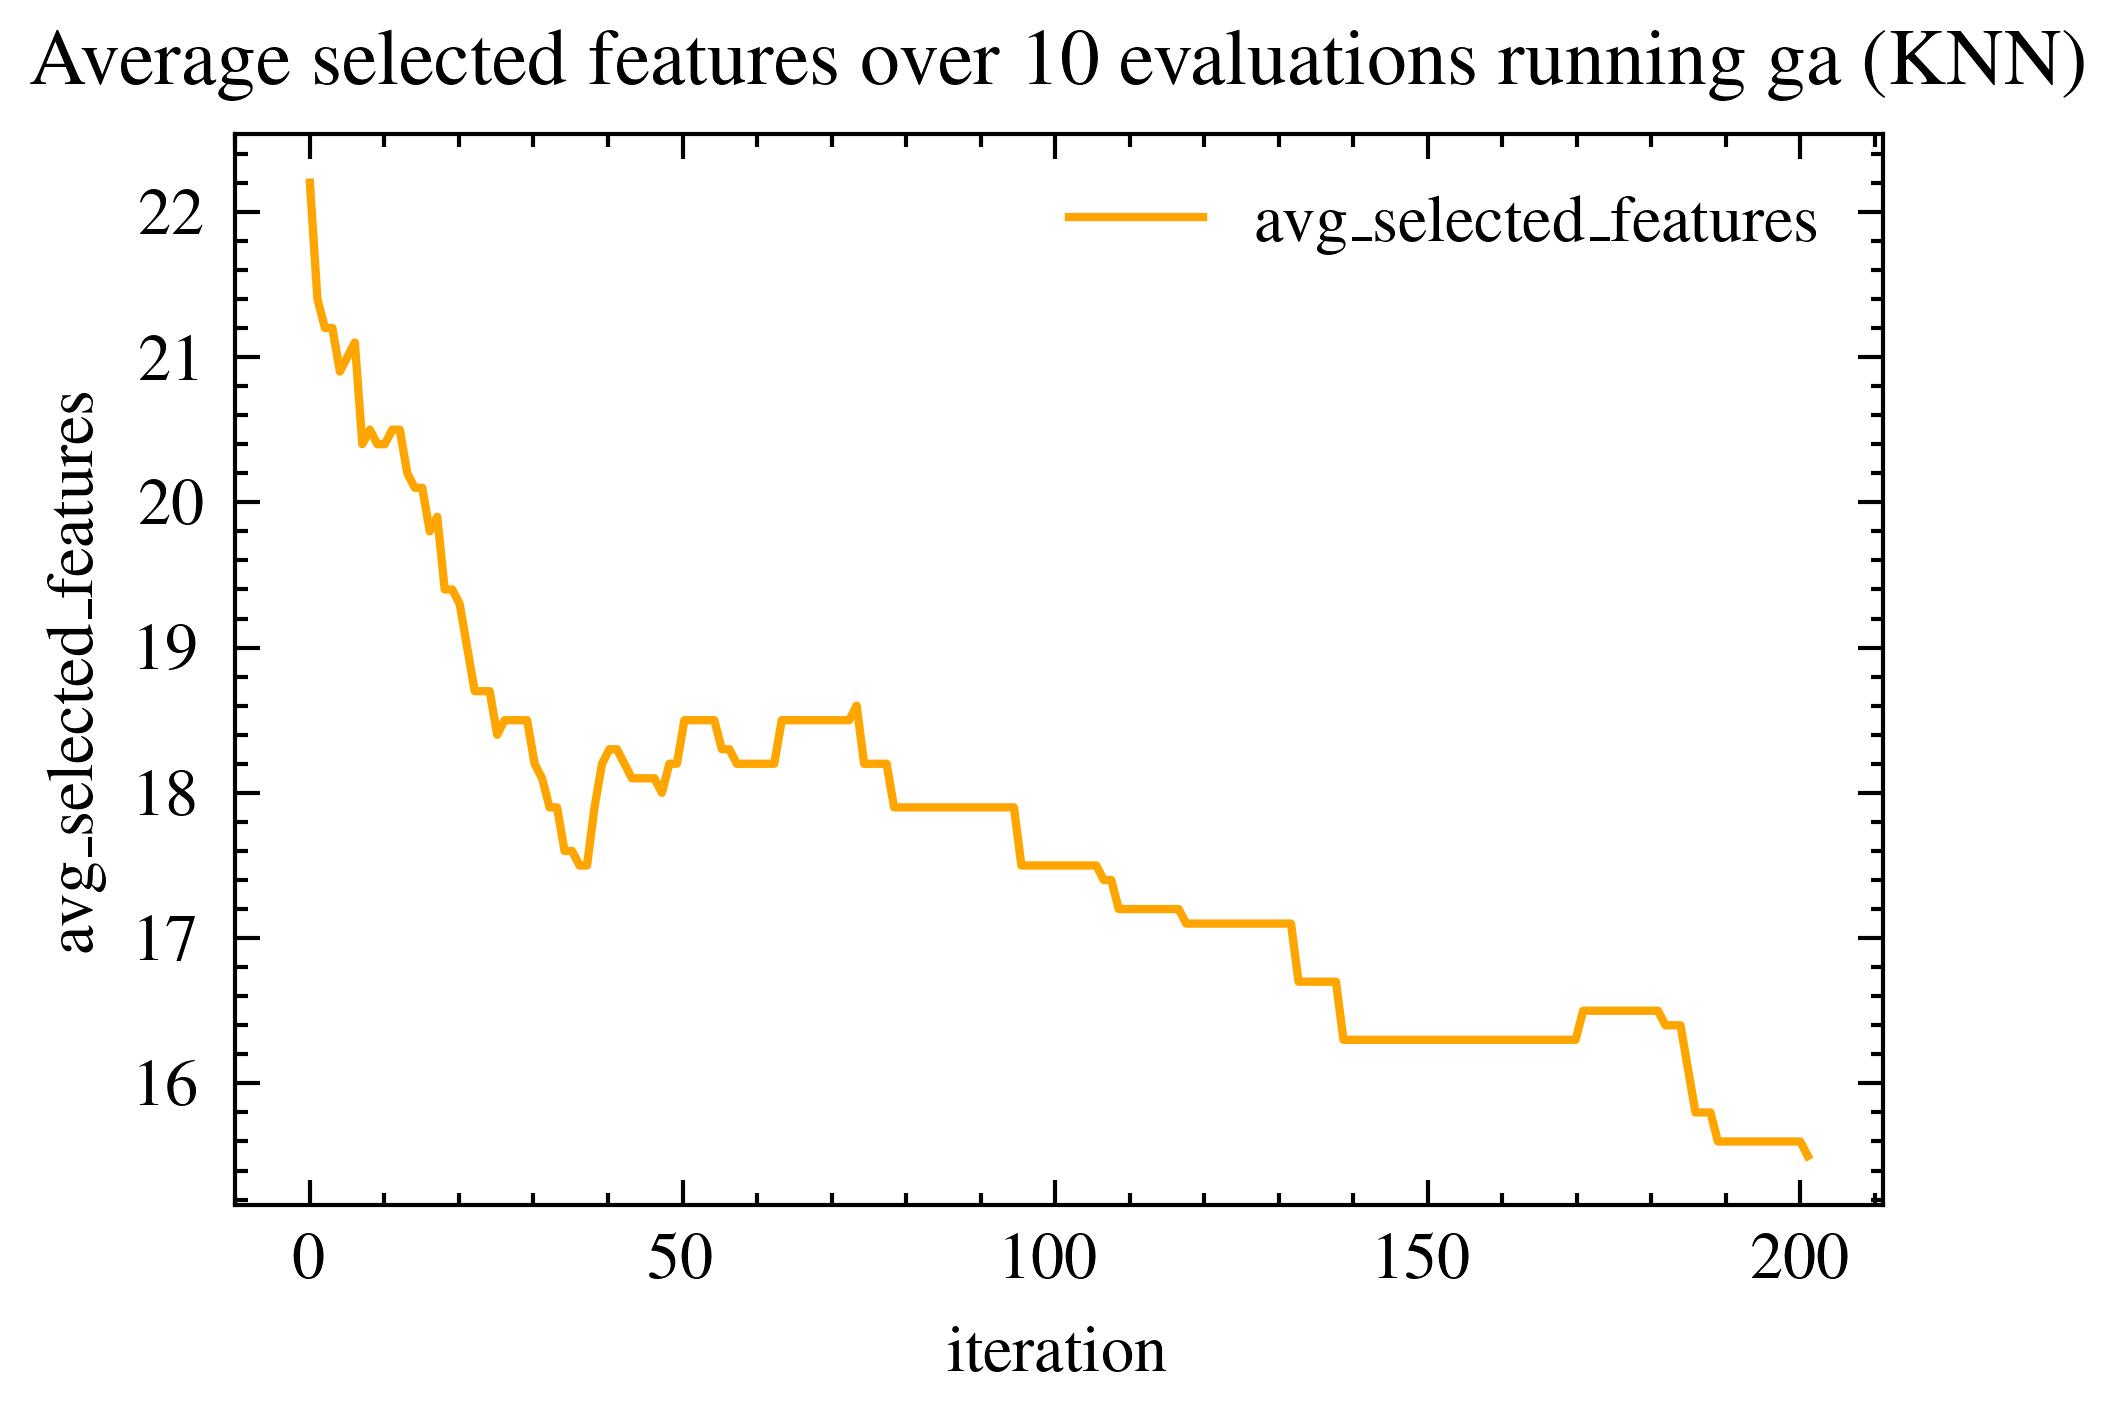 Average selected features over 10 evaluations running ga (KNN)
avg_selected_features
avg_selected_features
22
21
20
19
18
17
16
0 50 100 150 200
iteration